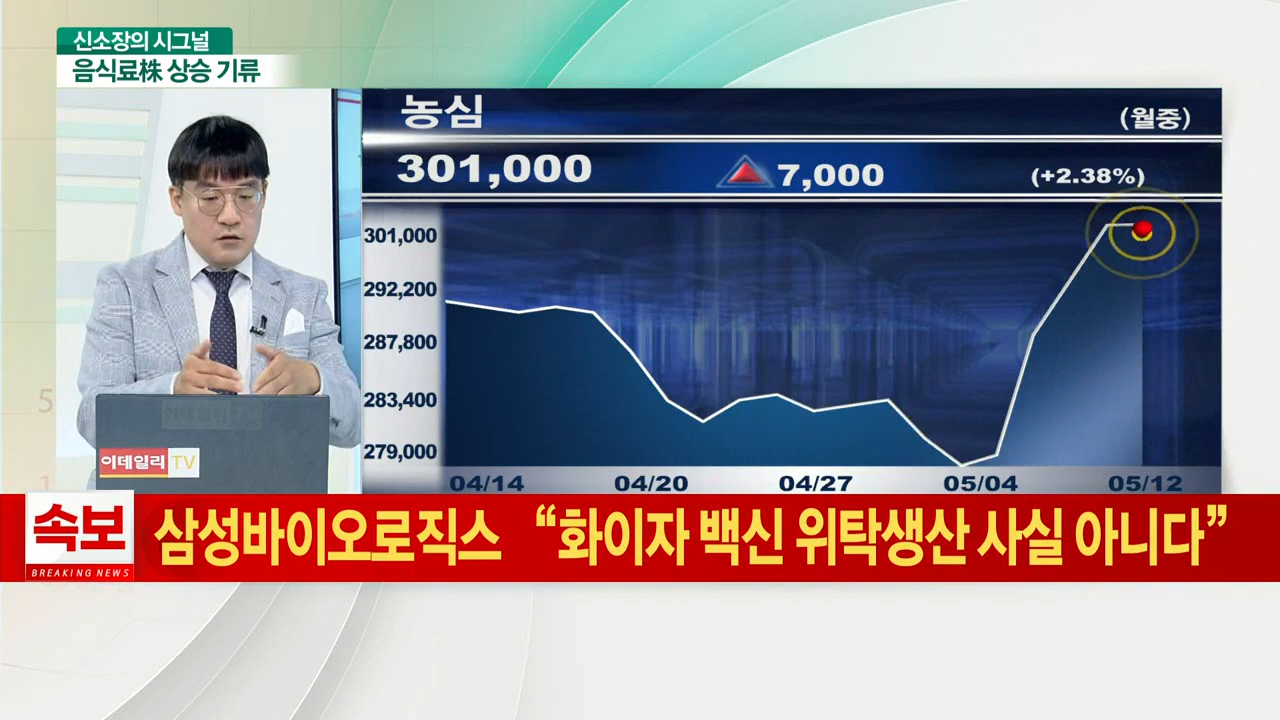 신소장의 시그널
음식료株 상승 기류
농심
(월중)
301,000
7,000
(+2.38%)
301,000
292,200
287,800
283,400
279,000
04/14
04/20
04/27
05/04
05/12
이데일리 TV
5
1
속보
BREAKING NEWS
삼성바이오로직스 “화이자 백신 위탁생산 사실 아니다”